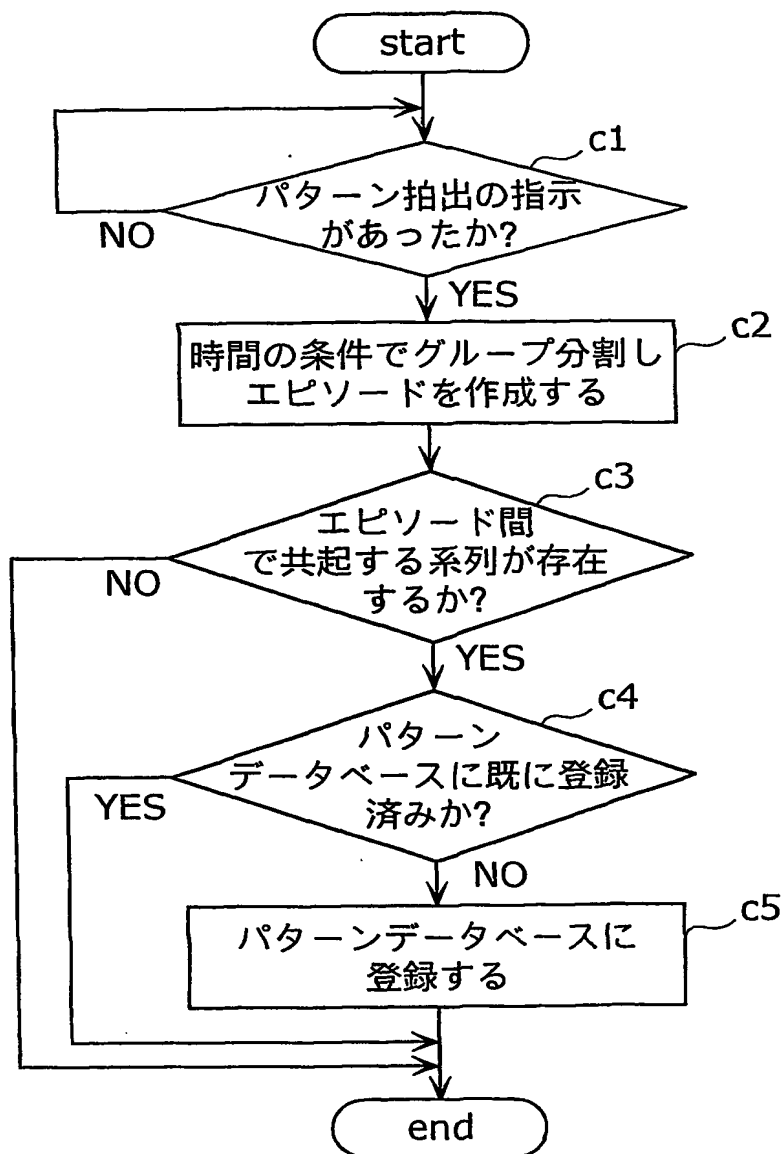 start
c1
パターン拍出の指示
があったか?
NO
YES
c2
時間の条件でグループ分割し
エピソードを作成する
c3
エピソード間
で共起する系列が存在
するか?
NO
YES
c4
パターン
データベースに既に登録
済みか?
YES
NO
c5
パターンデータベースに
登録する
end